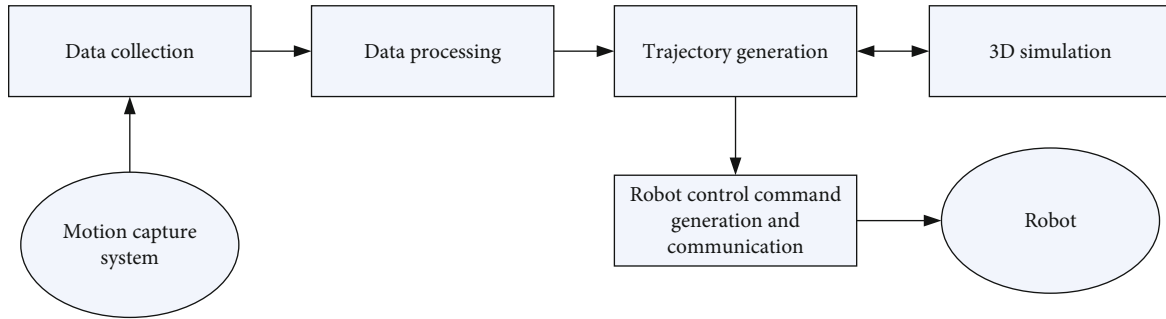 Data collection
Data processing
Trajectory generation
3D simulation
Motion capture
system
Robot control command
generation and
communication
Robot